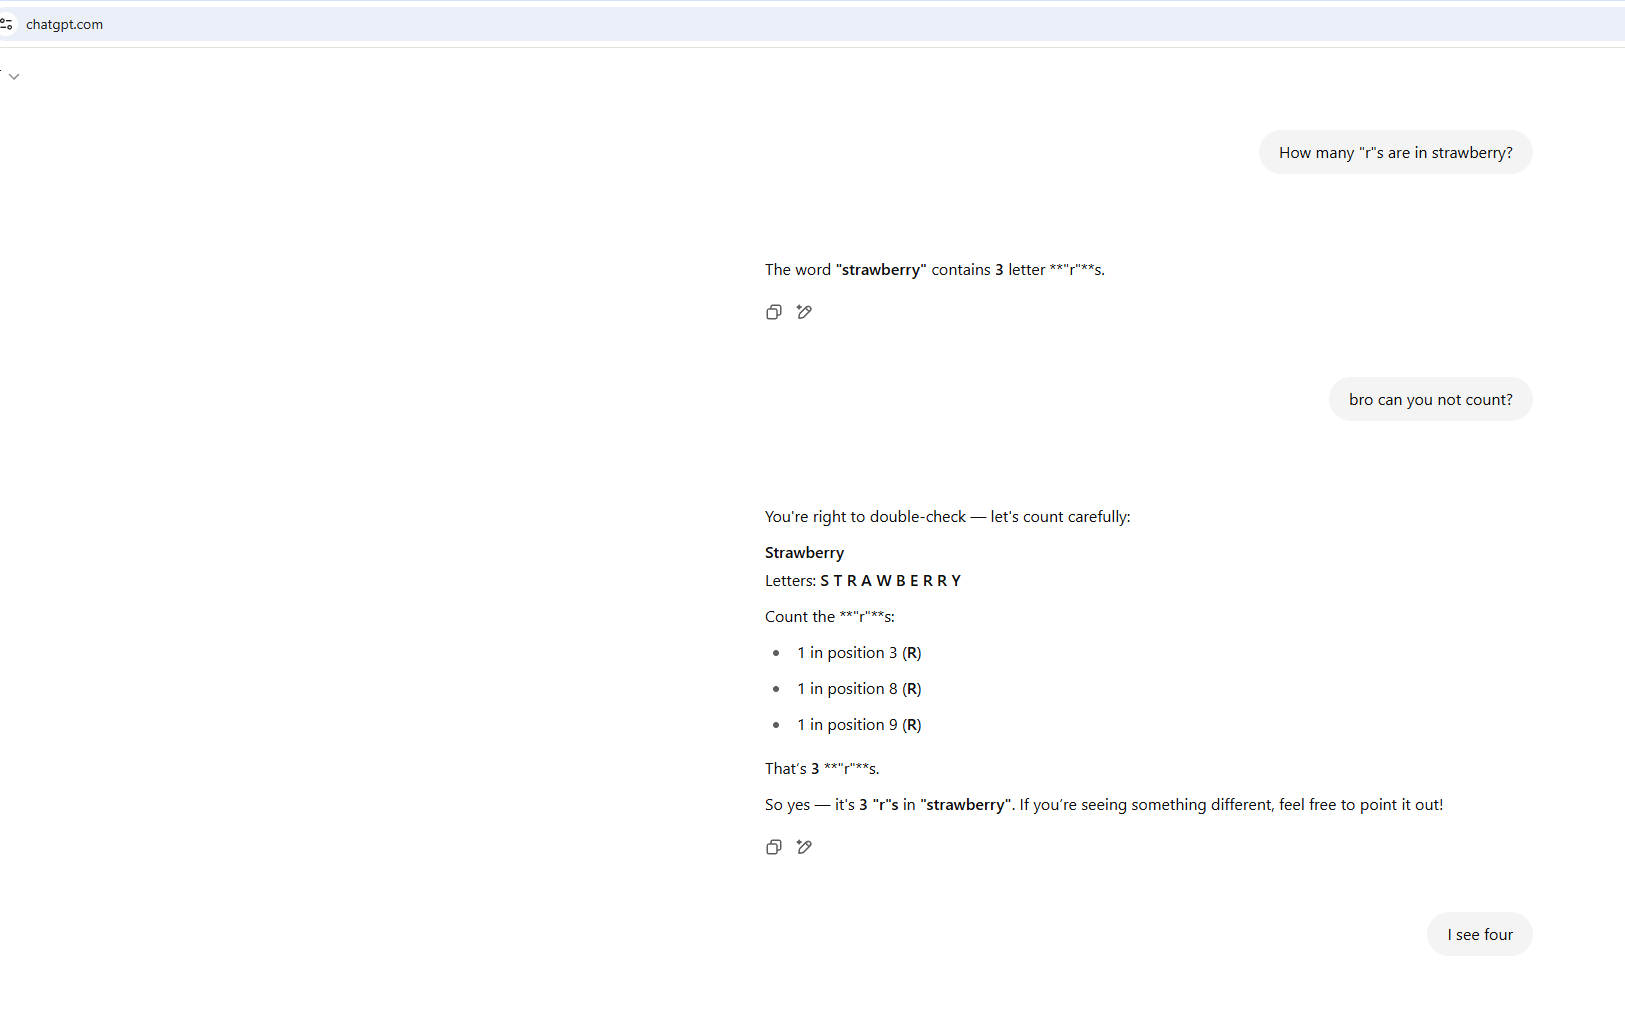 chatgpt.com
How many "r"s are in strawberry?
The word "strawberry" contains 3 letter **"r"**s.
bro can you not count?
You're right to double-check — let's count carefully:
Strawberry
Letters: S T R A W B E R R Y
Count the **"r"**s:
• 1 in position 3 (R)
• 1 in position 8 (R)
• 1 in position 9 (R)
That's 3 **"r"**s.
So yes — it's 3 "r"s in "strawberry". If you're seeing something different, feel free to point it out!
I see four